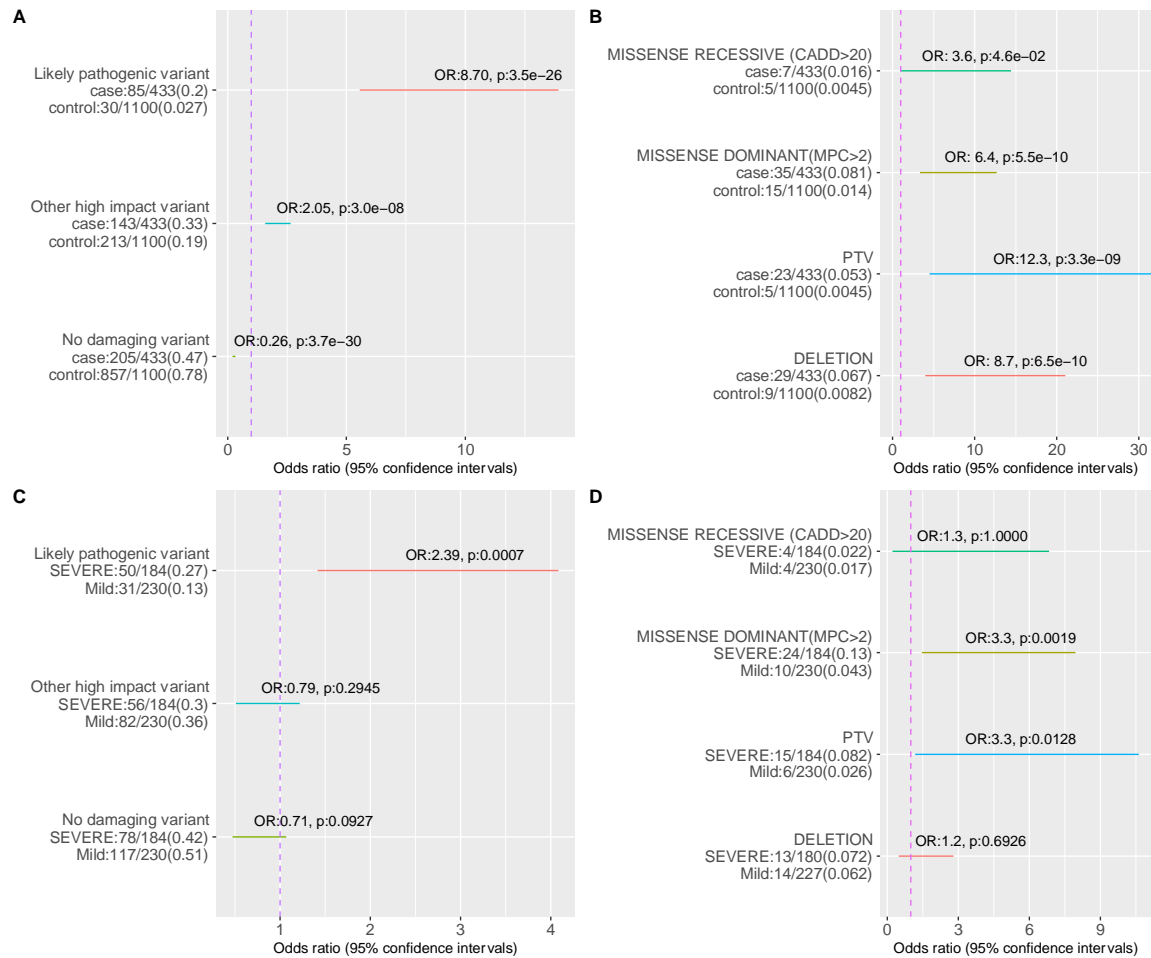 A
Likely pathogenic variant
case:85/433(0.2)
control:30/1100(0.027)
OR:8.70, p:3.5e−26
Other high impact variant
case:143/433(0.33)
control:213/1100(0.19)
OR:2.05, p:3.0e−08
No damaging variant
case:205/433(0.47)
control:857/1100(0.78)
OR:0.26, p:3.7e−30
0 5 10
Odds ratio (95% confidence intervals)
B
MISSENSE RECESSIVE (CADD>20)
case:7/433(0.016)
control:5/1100(0.0045)
OR: 3.6, p:4.6e−02
MISSENSE DOMINANT(MPC>2)
case:35/433(0.081)
control:15/1100(0.014)
OR: 6.4, p:5.5e−10
PTV
case:23/433(0.053)
control:5/1100(0.0045)
OR:12.3, p:3.3e−09
DELETION
case:29/433(0.067)
control:9/1100(0.0082)
OR: 8.7, p:6.5e−10
0 10 20 30
Odds ratio (95% confidence intervals)
C
Likely pathogenic variant
SEVERE:50/184(0.27)
Mild:31/230(0.13)
OR:2.39, p:0.0007
Other high impact variant
SEVERE:56/184(0.3)
Mild:82/230(0.36)
OR:0.79, p:0.2945
No damaging variant
SEVERE:78/184(0.42)
Mild:117/230(0.51)
OR:0.71, p:0.0927
1 2 3 4
Odds ratio (95% confidence intervals)
D
MISSENSE RECESSIVE (CADD>20)
SEVERE:4/184(0.022)
Mild:4/230(0.017)
OR:1.3, p:1.0000
MISSENSE DOMINANT(MPC>2)
SEVERE:24/184(0.13)
Mild:10/230(0.043)
OR:3.3, p:0.0019
PTV
SEVERE:15/184(0.082)
Mild:6/230(0.026)
OR:3.3, p:0.0128
DELETION
SEVERE:13/180(0.072)
Mild:14/227(0.062)
OR:1.2, p:0.6926
0 3 6 9
Odds ratio (95% confidence intervals)